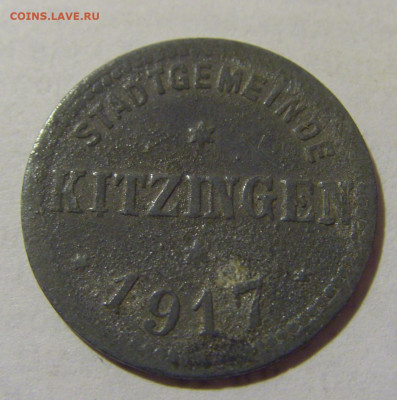 COINS.LAVE.RU
STADTGEMEINDE
KITZINGEN
1917